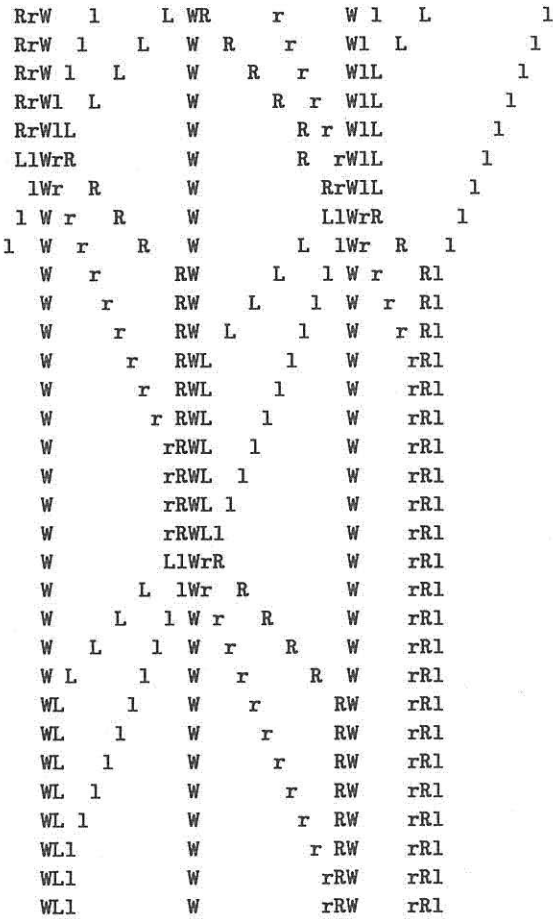 RrW   l     L WR     r     W l   L         l
 RrW  l    L   W  R    r    Wl  L          l
 RrW l   L     W    R   r   WlL           l
 RrWl  L       W      R r   WlL          l
 RrWlL         W        R r WlL         l
 LlWrR         W        R  rWlL        l
  lWr  R       W          RrWlL       l
 l W r   R     W          LlWrR      l
l  W  r    R   W        L  lWr  R   l
   W   r      RW      L   l W r   Rl
   W    r     RW    L    l  W  r  Rl
   W     r    RW  L     l   W   r Rl
   W      r   RWL      l    W    rRl
   W       r  RWL     l     W    rRl
   W        r RWL    l      W    rRl
   W         rRWL   l       W    rRl
   W         rRWL  l        W    rRl
   W         rRWL l         W    rRl
   W         rRWLl          W    rRl
   W         LlWrR          W    rRl
   W       L  lWr  R        W    rRl
   W     L   l W r   R      W    rRl
   W   L    l  W  r    R    W    rRl
   W L     l   W   r     R  W    rRl
   WL     l    W    r      RW    rRl
   WL    l     W     r     RW    rRl
   WL   l      W      r    RW    rRl
   WL  l       W       r   RW    rRl
   WL l        W        r  RW    rRl
   WLl         W         r RW    rRl
   WLl         W          rRW    rRl
   WLl         W          rRW    rRl